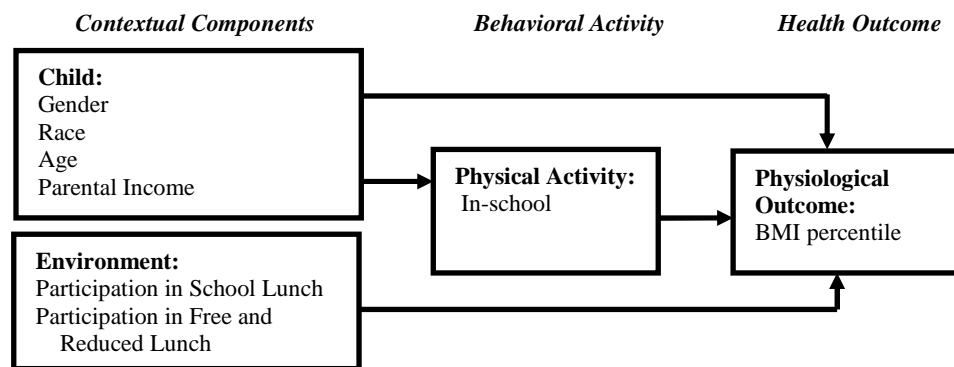 Contextual Components
Behavioral Activity
Health Outcome
Child:
Gender
Race
Age
Parental Income
Physical Activity:
In-school
Physiological
Outcome:
BMI percentile
Environment:
Participation in School Lunch
Participation in Free and
Reduced Lunch